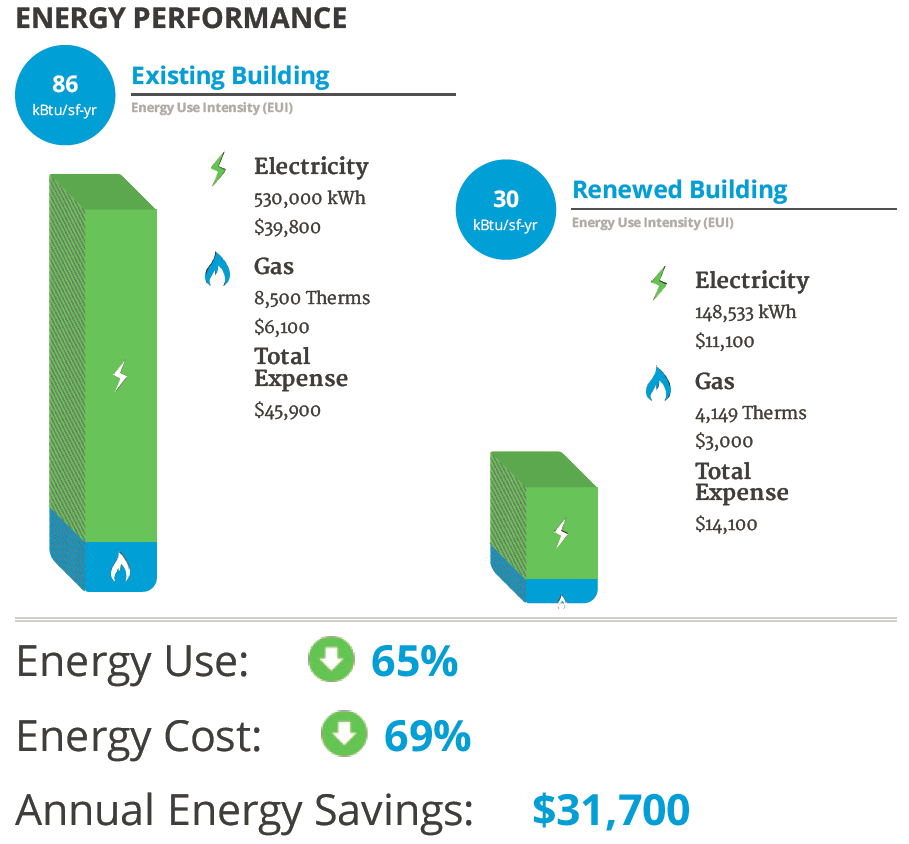 ENERGY PERFORMANCE
86
kBtu/sf-yr
Existing Building
Energy Use Intensity (EUI)
Electricity
530,000 kWh
$39,800
Gas
8,500 Therms
$6,100
Total
Expense
$45,900
30
kBtu/sf-yr
Renewed Building
Energy Use Intensity (EUI)
Electricity
148,533 kWh
$11,100
Gas
4,149 Therms
$3,000
Total
Expense
$14,100
Energy Use: 65%
Energy Cost: 69%
Annual Energy Savings: $31,700